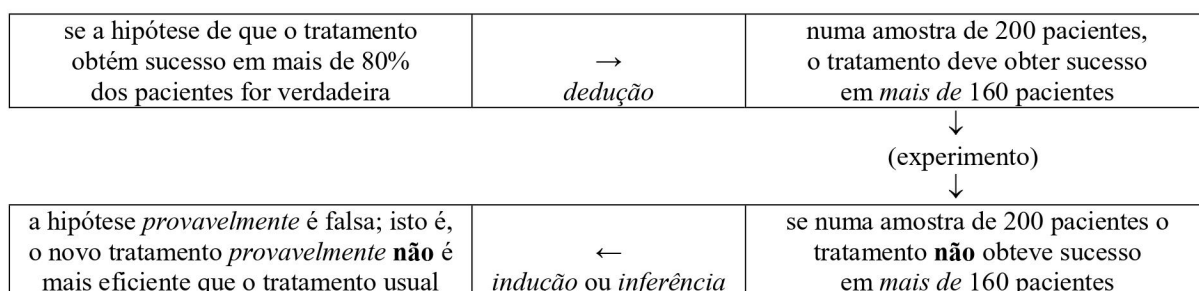 se a hipótese de que o tratamento
obtém sucesso em mais de 80%
dos pacientes for verdadeira
→
dedução
numa amostra de 200 pacientes,
o tratamento deve obter sucesso
em mais de 160 pacientes
↓
(experimento)
↓
a hipótese provavelmente é falsa; isto é,
o novo tratamento provavelmente não é
mais eficiente que o tratamento usual
←
indução ou inferência
se numa amostra de 200 pacientes o
tratamento não obteve sucesso
em mais de 160 pacientes